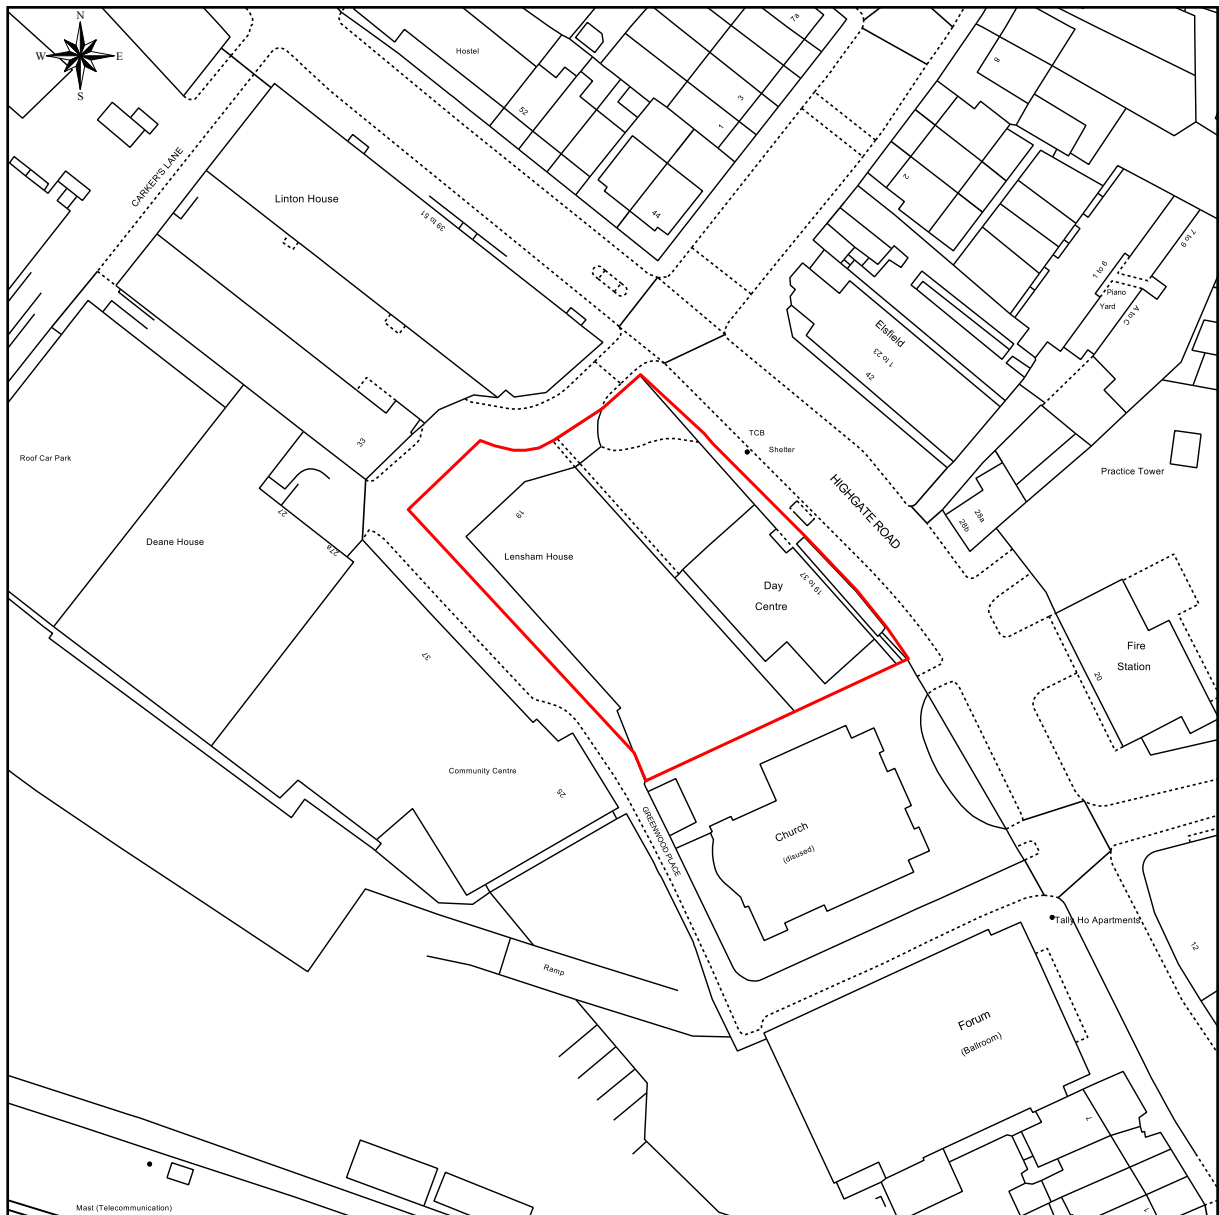 N
W E
S
Hostel
7a
52
3
1
44
8
2
CARKER'S LANE
Linton House
39 to 51
7 to 9
1 to 6
Piano
Yard
A to C
Elsfield
1 to 23
42
33
TCB
Shelter
Roof Car Park
Practice Tower
HIGHGATE ROAD
27
19
28a
28b
Deane House
27a
Lensham House
Day
Centre
19 to 37
37
Fire
Station
20
Community Centre
25
GREENWOOD PLACE
Church
(disused)
Tally Ho Apartments
12
Ramp
Forum
(Ballroom)
7
1
Mast (Telecommunication)